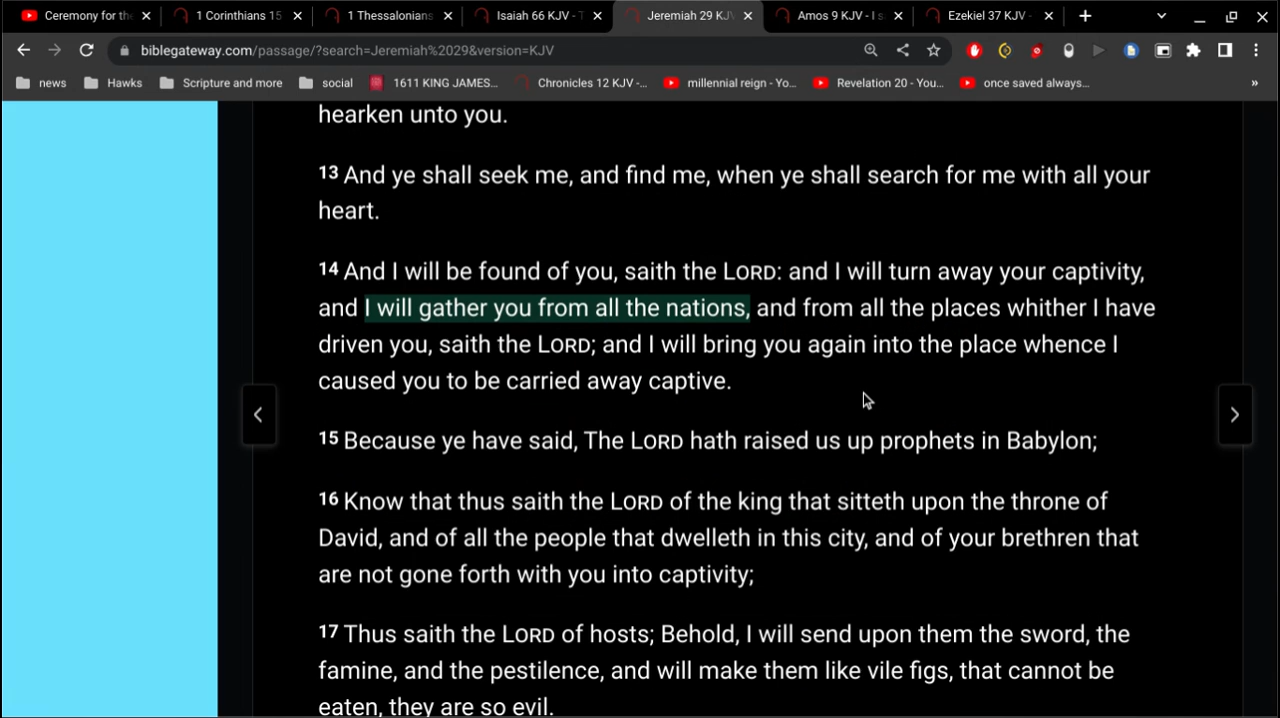 Ceremony for th
1 Corinthians 15
1 Thessalonians
Isaiah 66 KJV - T
Jeremiah 29 KJV
Amos 9 KJV - I s
Ezekiel 37 KJV -
biblegateway.com/passage/?search=Jeremiah%2029&version=KJV
news
Hawks
Scripture and more
social
1611 KING JAMES...
Chronicles 12 KJV -...
millennial reign - Yo...
Revelation 20 - You...
once saved always...
»
hearken unto you.
13 And ye shall seek me, and find me, when ye shall search for me with all your
heart.
14 And I will be found of you, saith the LORD: and I will turn away your captivity,
and I will gather you from all the nations, and from all the places whither I have
driven you, saith the LORD; and I will bring you again into the place whence I
caused you to be carried away captive.
15 Because ye have said, The LORD hath raised us up prophets in Babylon;
16 Know that thus saith the LORD of the king that sitteth upon the throne of
David, and of all the people that dwelleth in this city, and of your brethren that
are not gone forth with you into captivity;
17 Thus saith the LORD of hosts; Behold, I will send upon them the sword, the
famine, and the pestilence, and will make them like vile figs, that cannot be
eaten, they are so evil.